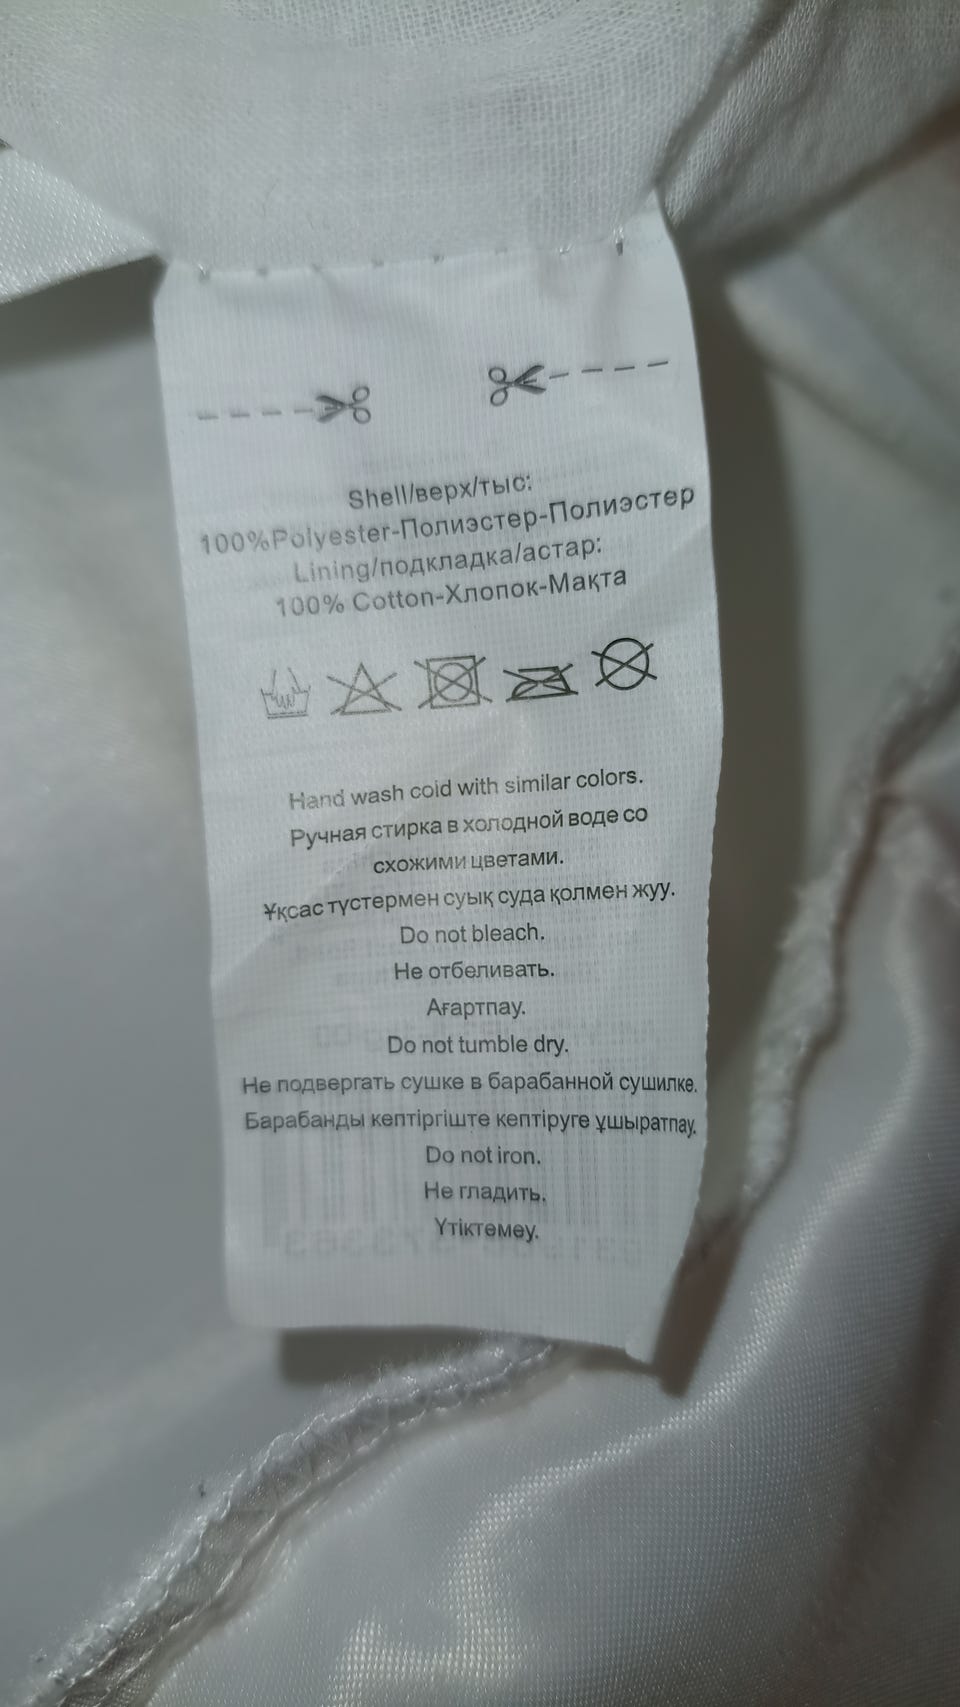 Shell/верх/тыс:
100%Polyester-Полиэстер-Полиэстер
Lining/подкладка/астар:
100% Cotton-Хлопок-Мақта
Hand wash coid with similar colors.
Ручная стирка в холодной воде со
схожими цветами.
Ұқсас түстермен суық суда қолмен жуу.
Do not bleach.
Не отбеливать.
Ағартпау.
Do not tumble dry.
Не подвергать сушке в барабанной сушилке.
Барабанды кептіргіште кептіруге ұшыратпау.
Do not iron.
Не гладить.
Үтіктемеу.